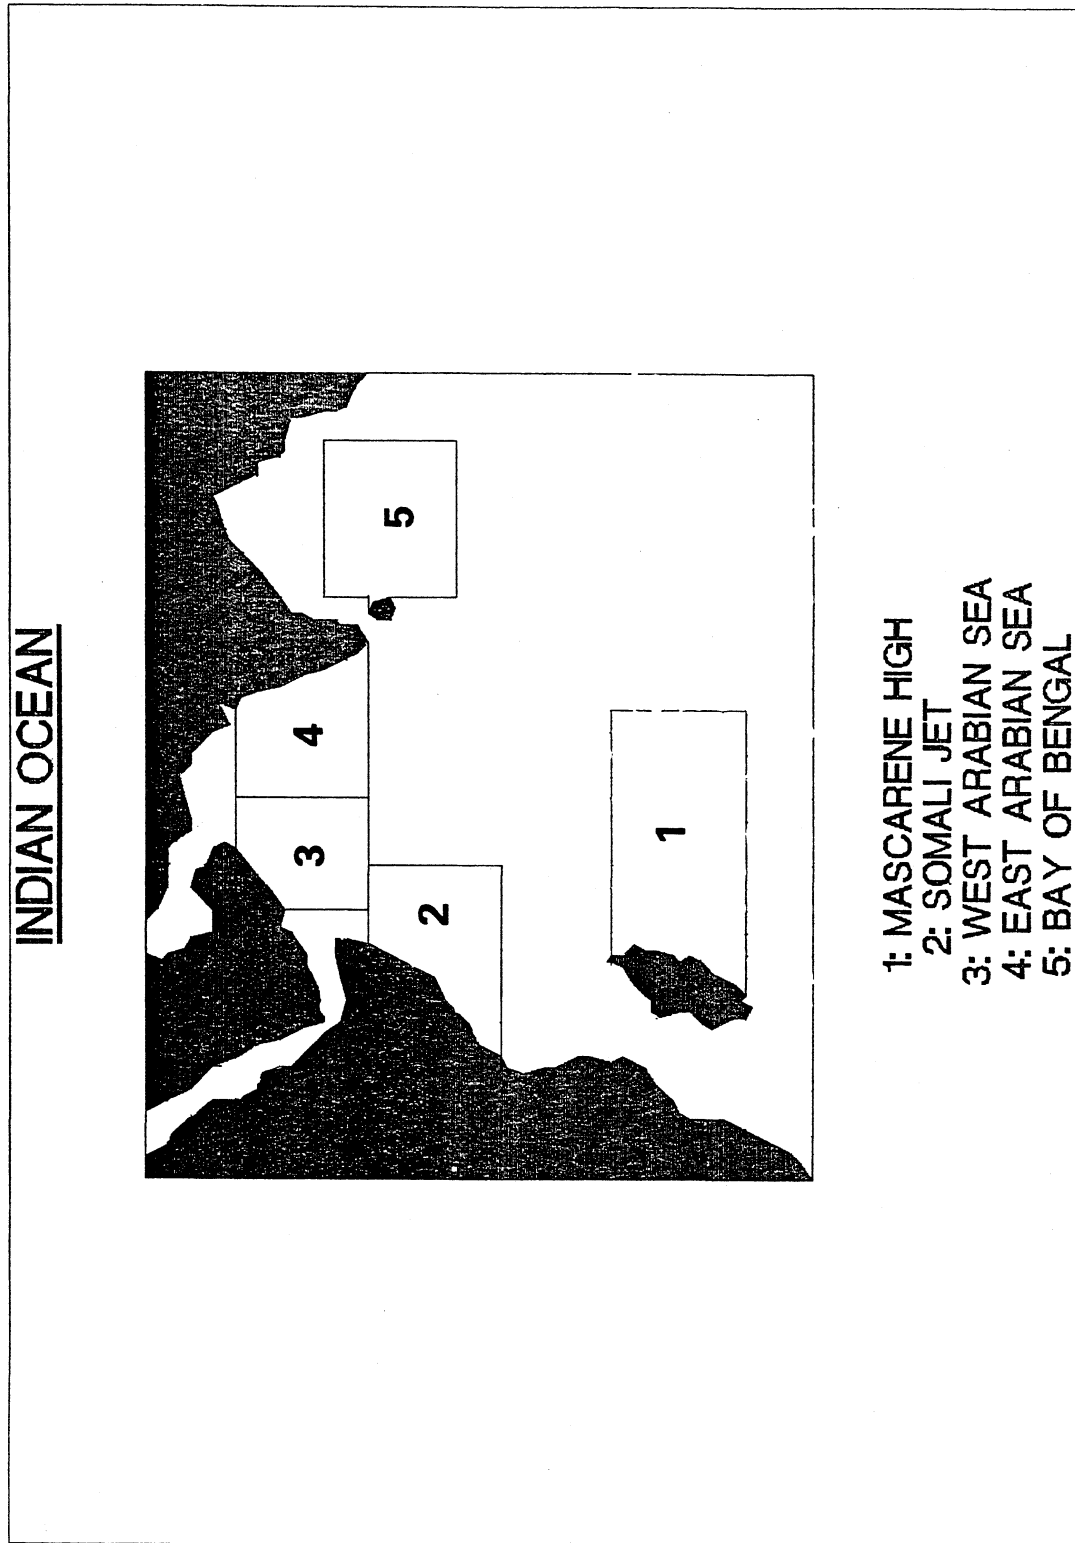 INDIAN OCEAN
5
4
3
2
1
1: MASCARENE HIGH
2: SOMALI JET
3: WEST ARABIAN SEA
4: EAST ARABIAN SEA
5: BAY OF BENGAL